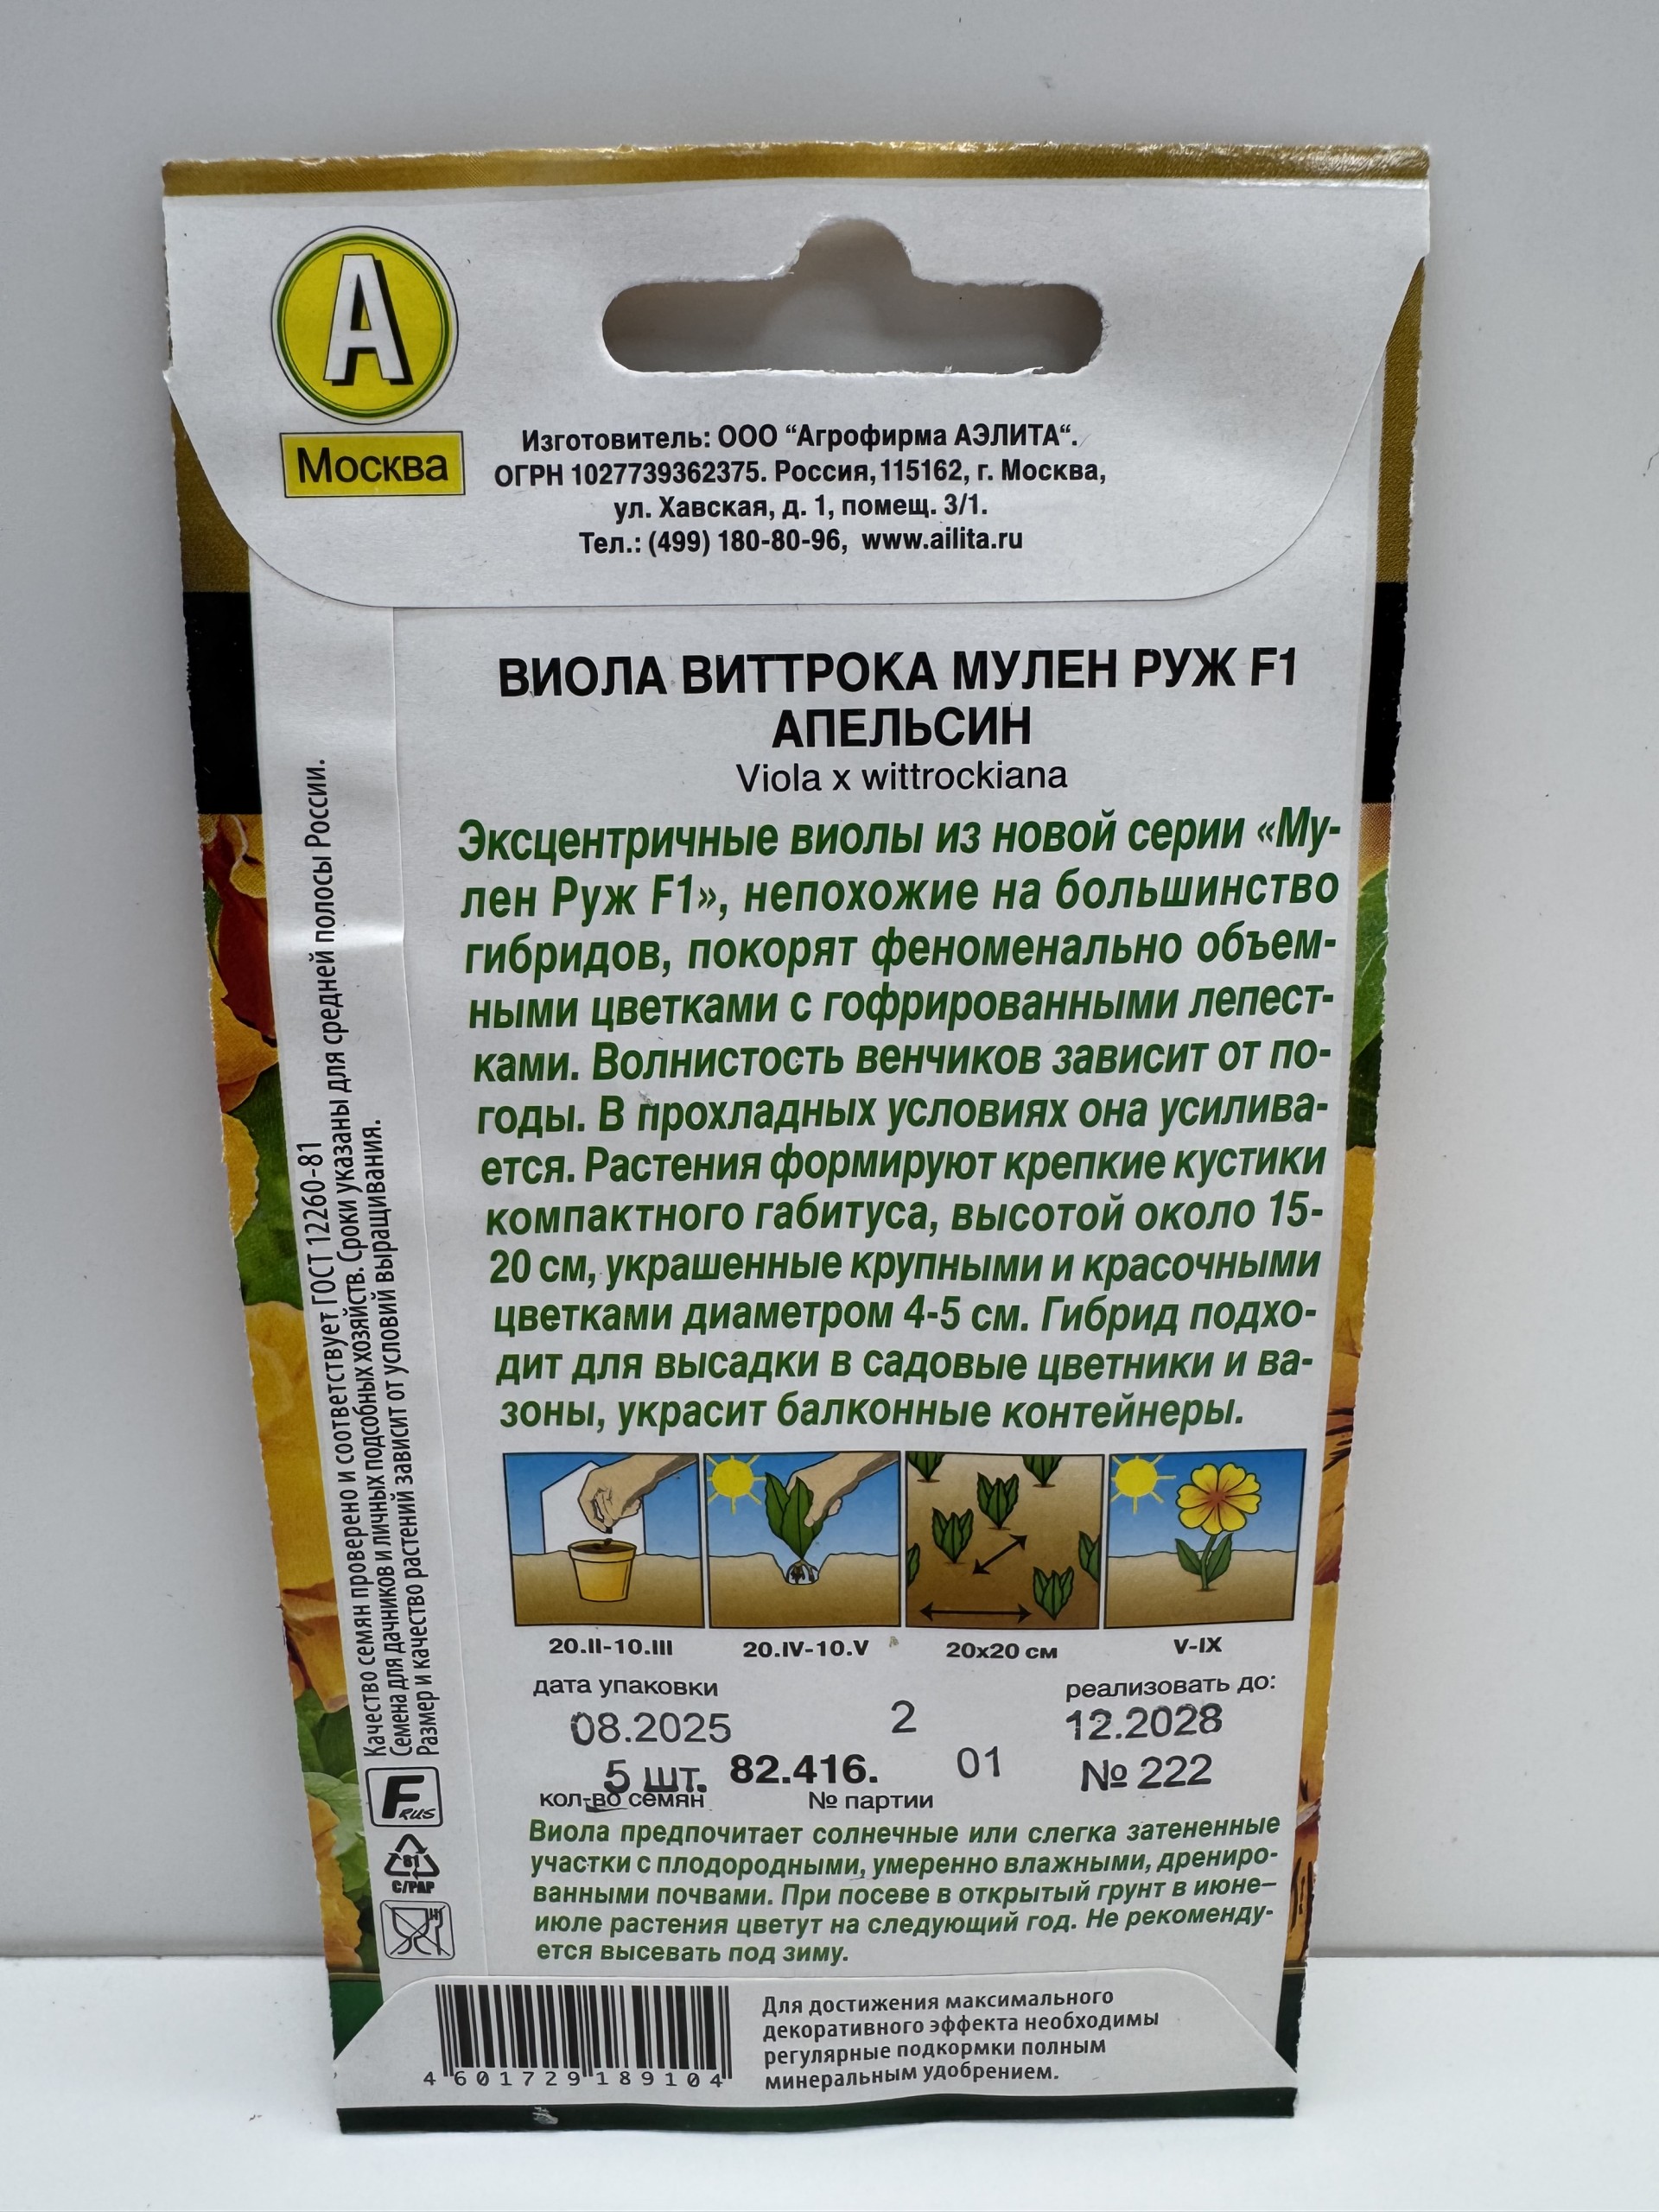 А
Москва
Изготовитель: ООО “Агрофирма АЭЛИТА“.
ОГРН 1027739362375. Россия, 115162, г. Москва,
ул. Хавская, д. 1, помещ. 3/1.
Тел.: (499) 180-80-96, www.ailita.ru
ВИОЛА ВИТТРОКА МУЛЕН РУЖ F1
АПЕЛЬСИН
Viola x wittrockiana
Эксцентричные виолы из новой серии «Му-
лен Руж F1», непохожие на большинство
гибридов, покорят феноменально объем-
ными цветками с гофрированными лепест-
ками. Волнистость венчиков зависит от по-
годы. В прохладных условиях она усилива-
ется. Растения формируют крепкие кустики
компактного габитуса, высотой около 15-
20 см, украшенные крупными и красочными
цветками диаметром 4-5 см. Гибрид подхо-
дит для высадки в садовые цветники и ва-
зоны, украсит балконные контейнеры.
20.II-10.III 20.IV-10.V 20х20 см V-IX
дата упаковки реализовать до:
08.2025 2 12.2028
5 шт. 82.416. 01 № 222
кол-во семян № партии
Виола предпочитает солнечные или слегка затененные
участки с плодородными, умеренно влажными, дрениро-
ванными почвами. При посеве в открытый грунт в июне–
июле растения цветут на следующий год. Не рекоменду-
ется высевать под зиму.
Качество семян проверено и соответствует ГОСТ 12260-81
Семена для дачников и личных подсобных хозяйств. Сроки указаны для средней полосы России.
Размер и качество растений зависит от условий выращивания.
F RUS
81
C/PAP
4 601729 189104
Для достижения максимального
декоративного эффекта необходимы
регулярные подкормки полным
минеральным удобрением.